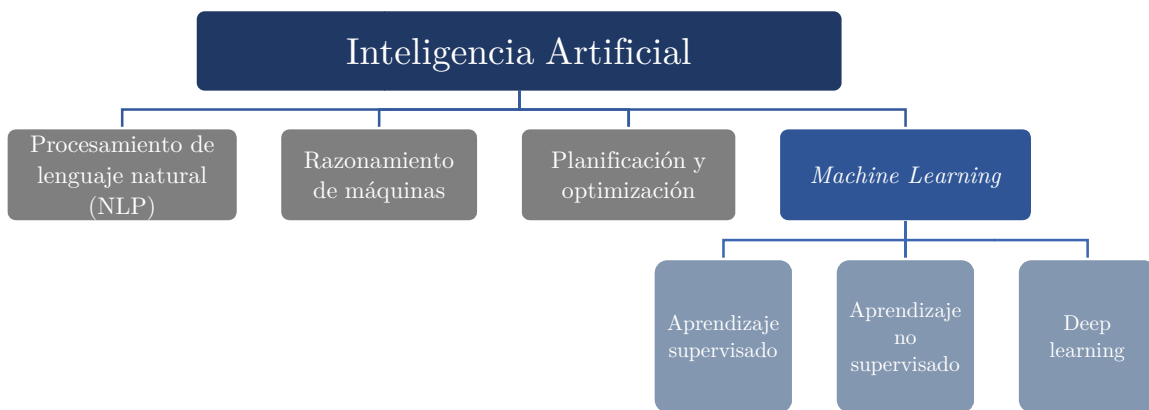 Inteligencia Artificial
Procesamiento de
lenguaje natural
(NLP)
Razonamiento
de máquinas
Planificación y
optimización
Machine Learning
Aprendizaje
supervisado
Aprendizaje
no
supervisado
Deep
learning